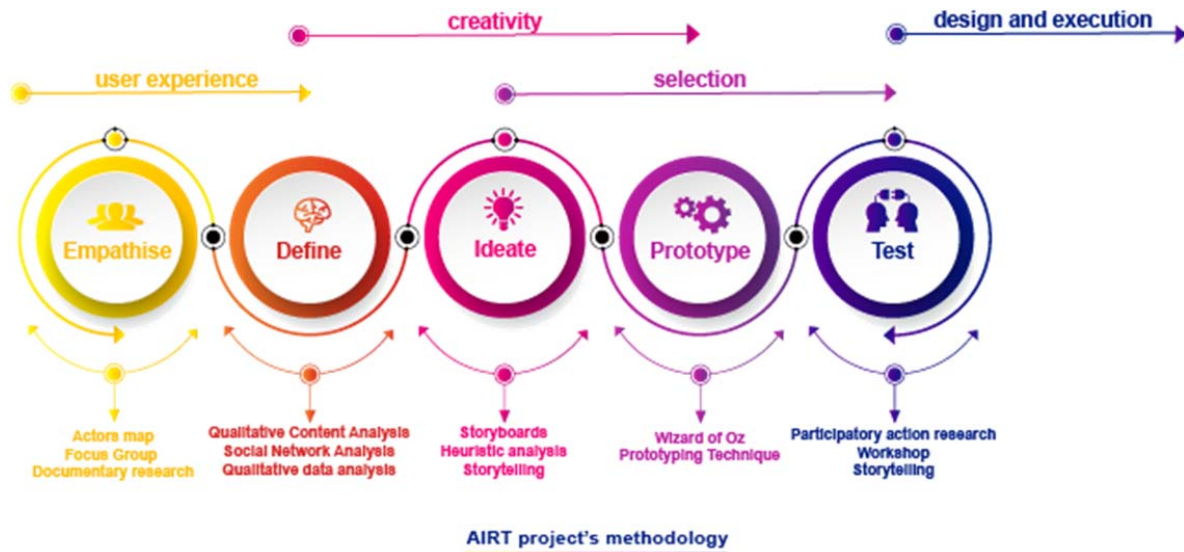 creativity
design and execution
user experience
selection
Empathise
Define
Ideate
Prototype
Test
Actors map
Focus Group
Documentary research
Qualitative Content Analysis
Social Network Analysis
Qualitative data analysis
Storyboards
Heuristic analysis
Storytelling
Wizard of Oz
Prototyping Technique
Participatory action research
Workshop
Storytelling
AIRT project's methodology